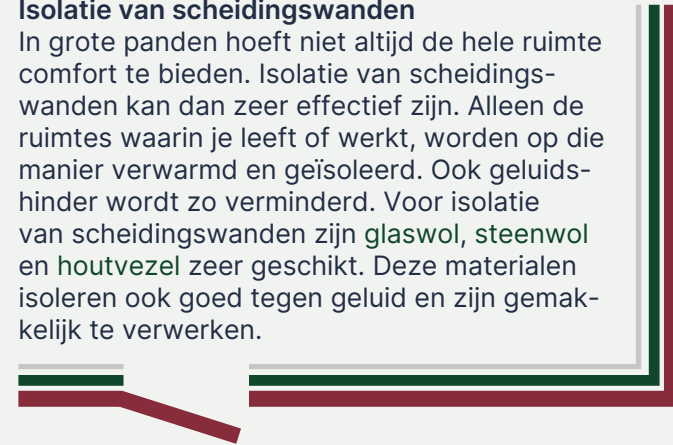 Isolatie van scheidingswanden
In grote panden hoeft niet altijd de hele ruimte
comfort te bieden. Isolatie van scheidings-
wanden kan dan zeer effectief zijn. Alleen de
ruimtes waarin je leeft of werkt, worden op die
manier verwarmd en geïsoleerd. Ook geluids-
hinder wordt zo verminderd. Voor isolatie
van scheidingswanden zijn glaswol, steenwol
en houtvezel zeer geschikt. Deze materialen
isoleren ook goed tegen geluid en zijn gemak-
kelijk te verwerken.